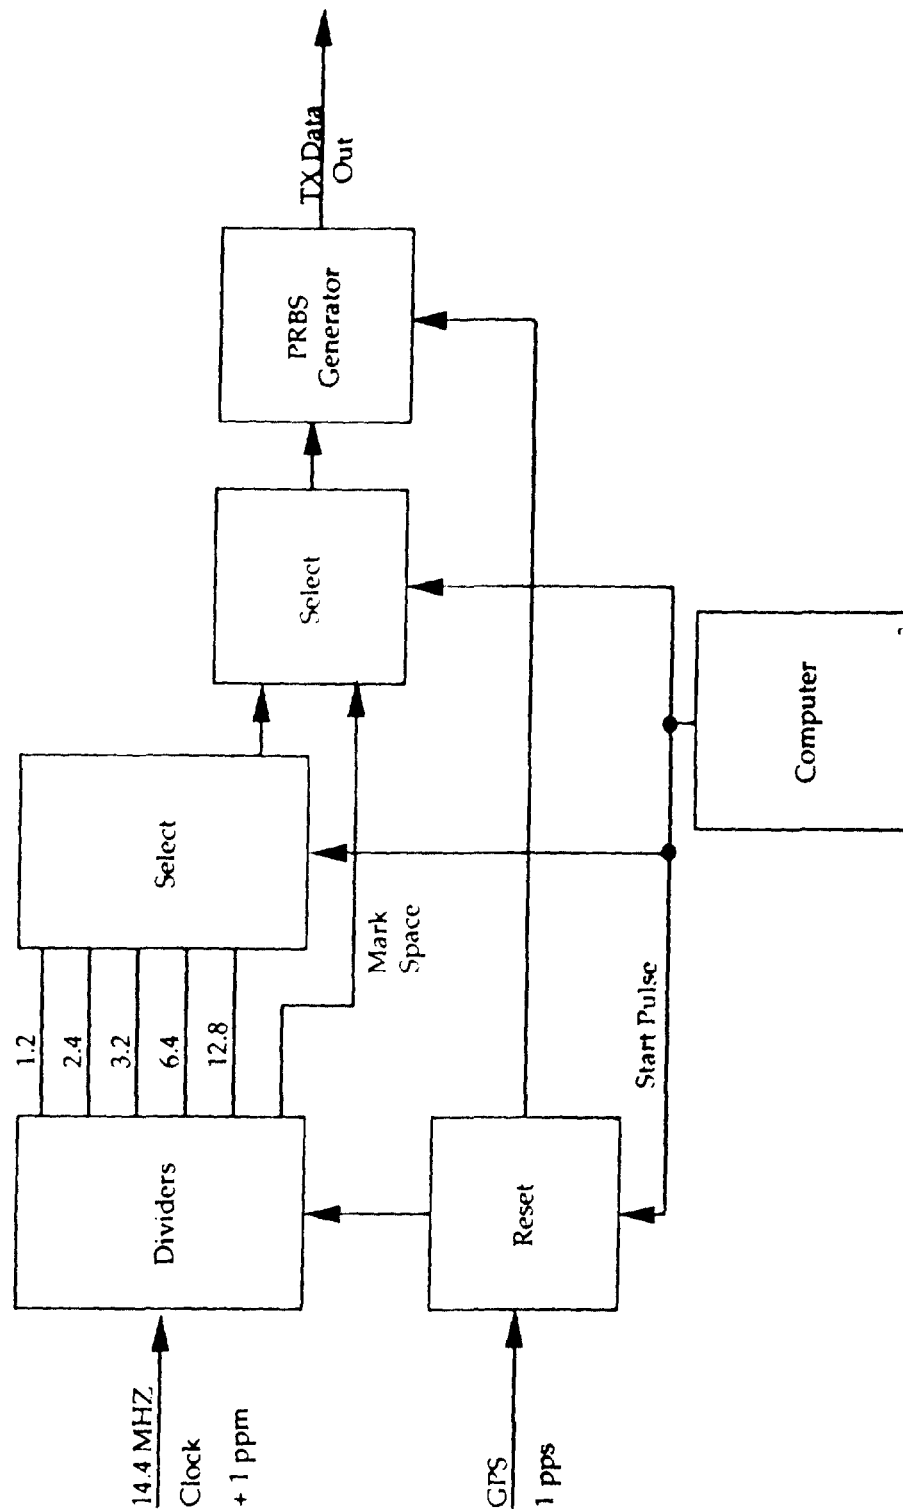 14.4 MHZ
Clock
+ 1 ppm
Dividers
1.2
2.4
3.2
6.4
12.8
Select
Mark
Space
Select
PRBS
Generator
TX Data
Out
GPS
1 pps
Reset
Start Pulse
Computer